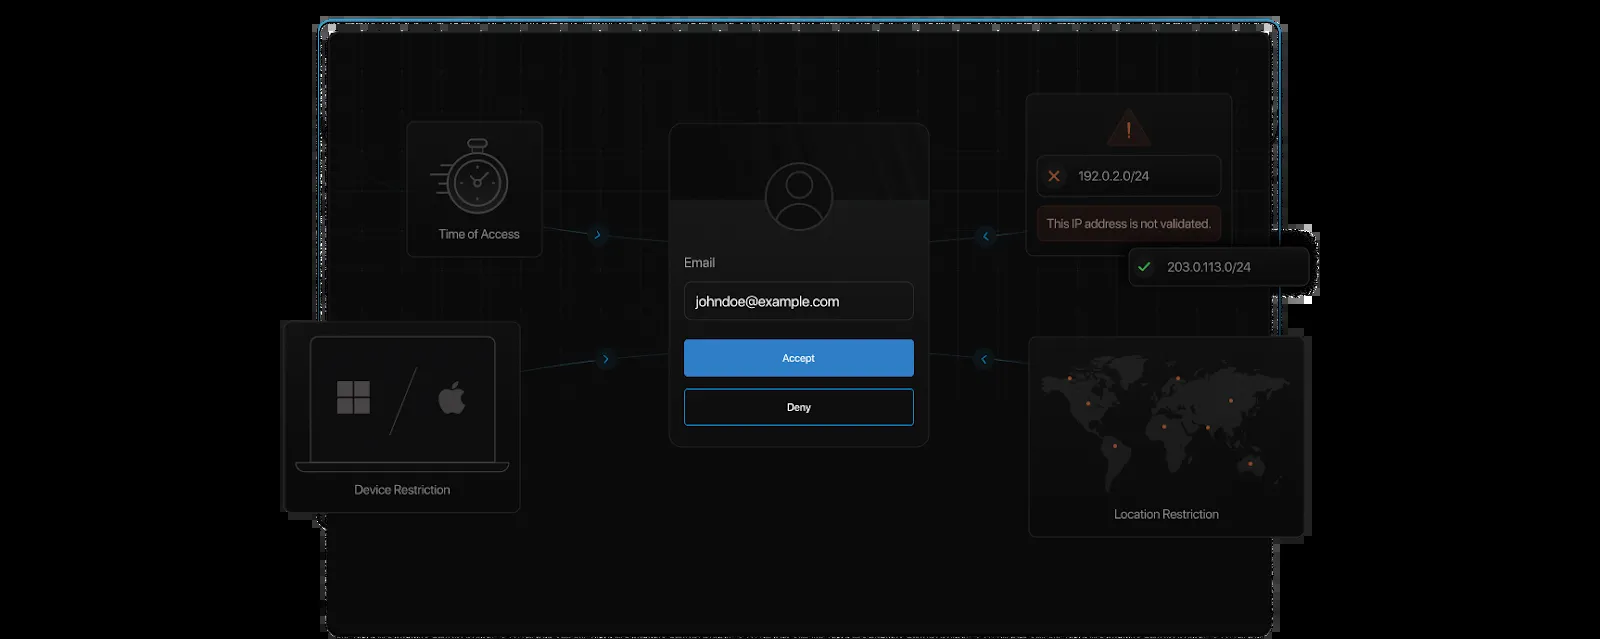 Time of Access
Email
johndoe@example.com
Accept
Deny
!
192.0.2.0/24
This IP address is not validated.
203.0.113.0/24
Device Restriction
Location Restriction